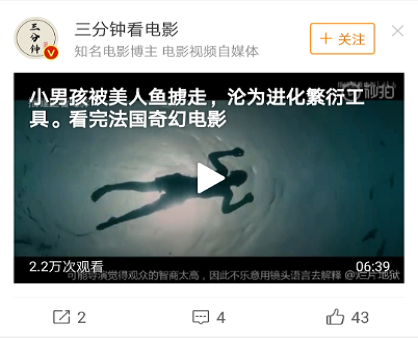 三分钟
三分钟看电影
知名电影博主 电影视频自媒体
+ 关注
小男孩被美人鱼掳走，沦为进化繁衍工
具。看完法国奇幻电影
秒拍
2.2万次观看
06:39
可能导演觉得观众的智商太高，因此不乐意用镜头语言去解释 @烂片地狱
2
4
43